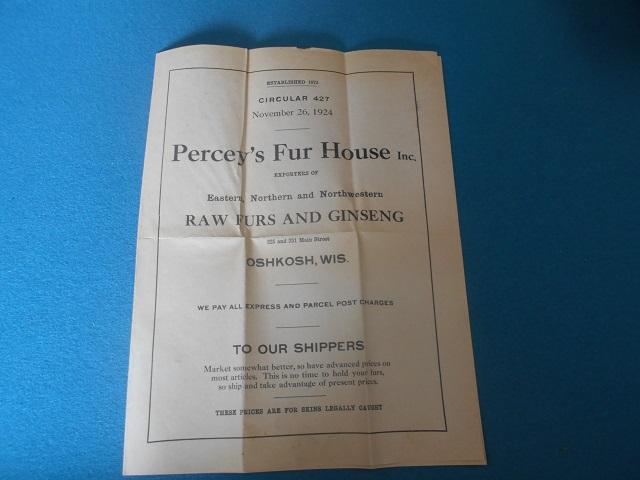 ESTABLISHED 1873
CIRCULAR 427
November 26, 1924
Percey's Fur House Inc.
EXPORTERS OF
Eastern, Northern and Northwestern
RAW FURS AND GINSENG
and 331 Main Street
OSHKOSH, WIS.
WE PAY ALL EXPRESS AND PARCEL POST CHARGES
TO OUR SHIPPERS
Market somewhat better, so have advanced prices on
most articles. This is no time to hold your furs,
so ship and take advantage of present prices.
THESE PRICES ARE FOR SKINS LEGALLY CAUGHT